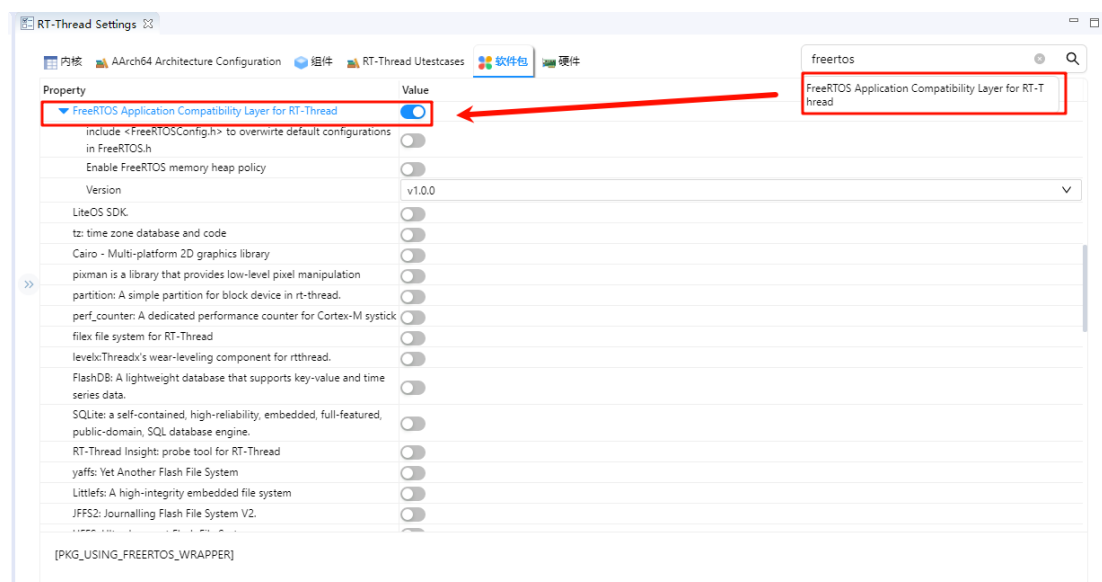 RT-Thread Settings
内核 AArch64 Architecture Configuration 组件 RT-Thread Utestcases 软件包 硬件
freertos
FreeRTOS Application Compatibility Layer for RT-T
hread
Property Value
FreeRTOS Application Compatibility Layer for RT-Thread
include <FreeRTOSConfig.h> to overwirte default configurations
in FreeRTOS.h
Enable FreeRTOS memory heap policy
Version v1.0.0
LiteOS SDK.
tz: time zone database and code
Cairo - Multi-platform 2D graphics library
pixman is a library that provides low-level pixel manipulation
partition: A simple partition for block device in rt-thread.
perf_counter: A dedicated performance counter for Cortex-M systick
filex file system for RT-Thread
levelx:Threadx's wear-leveling component for rtthread.
FlashDB: A lightweight database that supports key-value and time
series data.
SQLite: a self-contained, high-reliability, embedded, full-featured,
public-domain, SQL database engine.
RT-Thread Insight: probe tool for RT-Thread
yaffs: Yet Another Flash File System
Littlefs: A high-integrity embedded file system
JFFS2: Journalling Flash File System V2.
[PKG_USING_FREERTOS_WRAPPER]